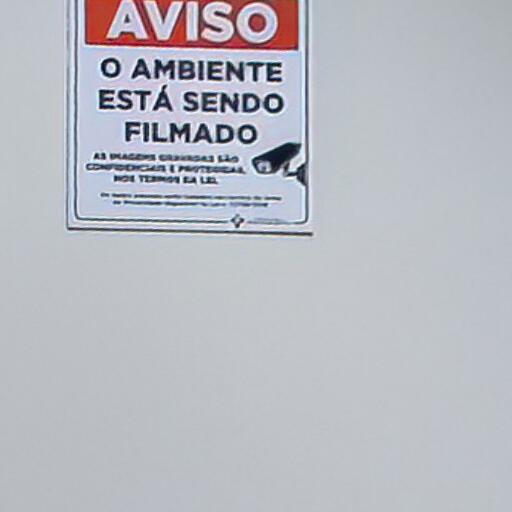 AVISO
O AMBIENTE
ESTÁ SENDO
FILMADO
AS IMAGENS GRAVADAS SÃO
CONFIDENCIAIS E PROTEGIDAS,
NOS TERMOS DA LEI.